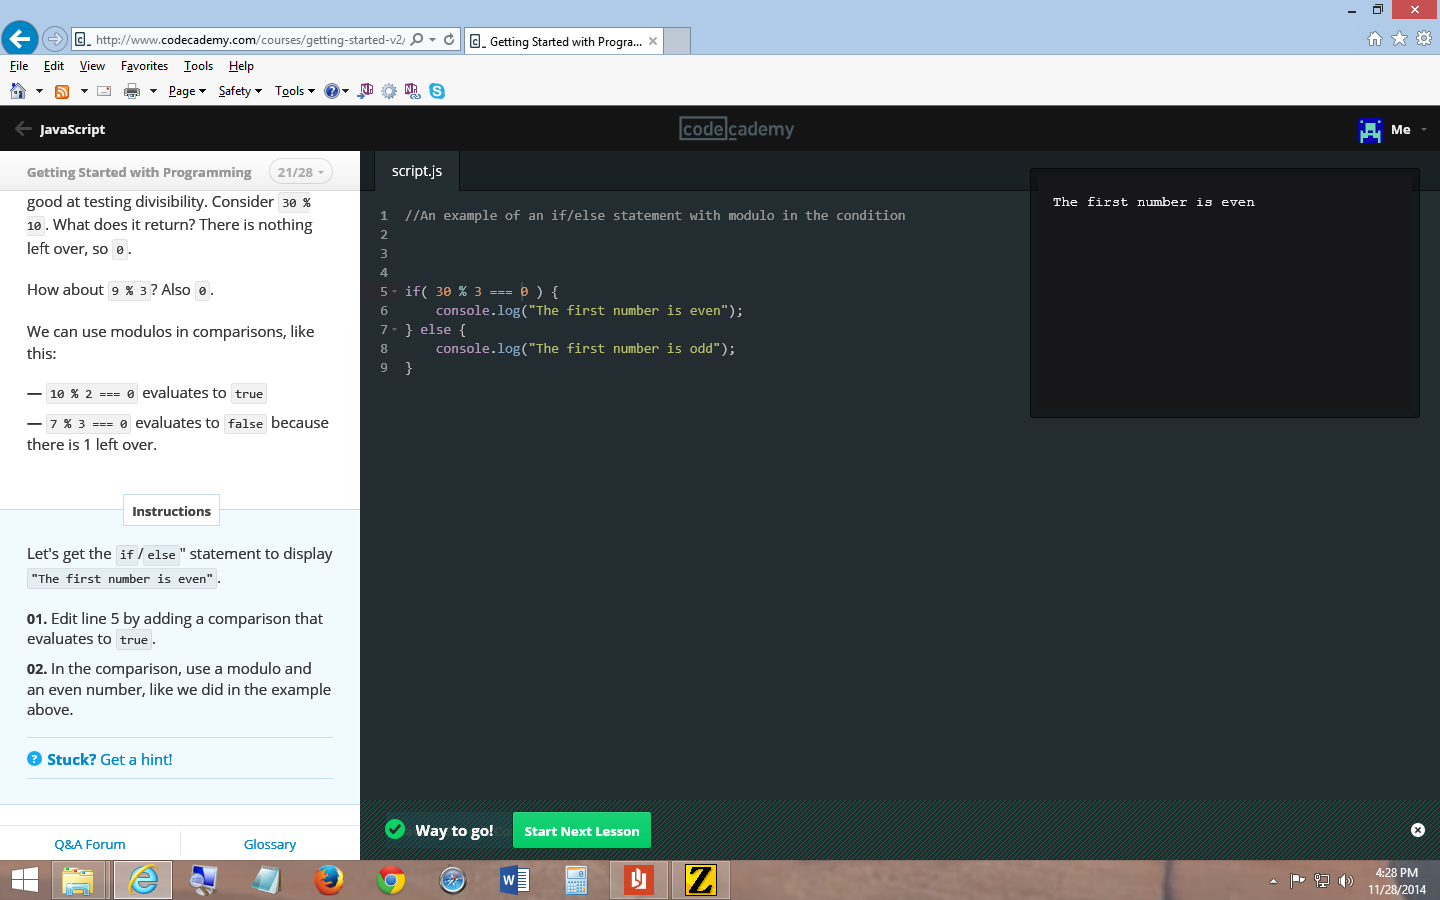 http://www.codecademy.com/courses/getting-started-v2/
Getting Started with Progra...
File Edit View Favorites Tools Help
Page Safety Tools
JavaScript
codecademy
Me
Getting Started with Programming 21/28
good at testing divisibility. Consider 30 %
10. What does it return? There is nothing
left over, so 0.
How about 9 % 3? Also 0.
We can use modulos in comparisons, like
this:
— 10 % 2 === 0 evaluates to true
— 7 % 3 === 0 evaluates to false because
there is 1 left over.
Instructions
Let's get the if/else" statement to display
"The first number is even".
01. Edit line 5 by adding a comparison that
evaluates to true.
02. In the comparison, use a modulo and
an even number, like we did in the example
above.
Stuck? Get a hint!
Q&A Forum Glossary
script.js
1 //An example of an if/else statement with modulo in the condition
2
3
4
5 if( 30 % 3 === 0 ) {
6 console.log("The first number is even");
7 } else {
8 console.log("The first number is odd");
9 }
The first number is even
Way to go! Start Next Lesson
4:28 PM
11/28/2014